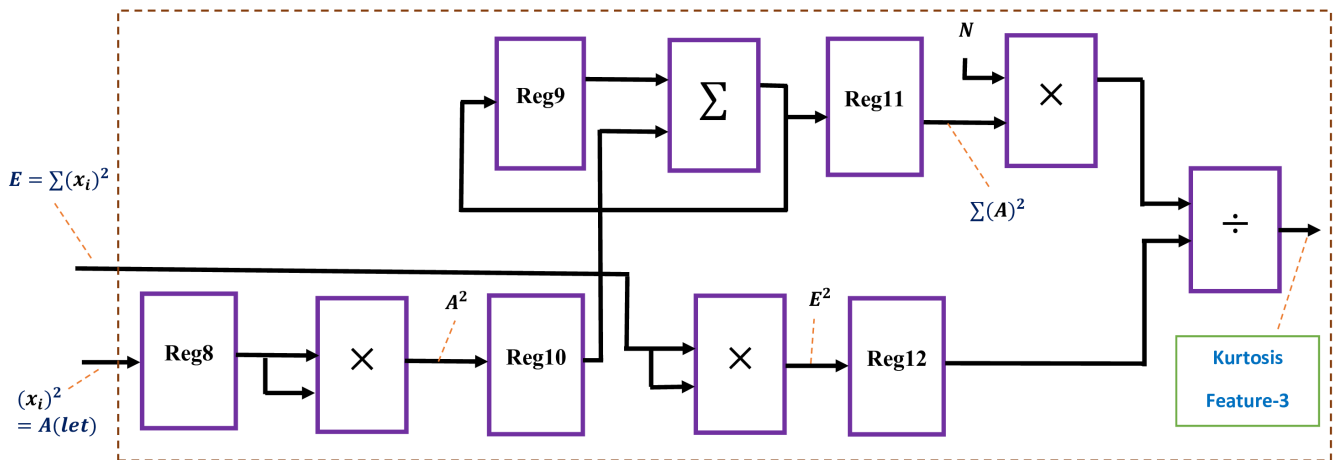 N
Reg9
∑
Reg11
×
E = ∑(xᵢ)²
∑(A)²
÷
A²
E²
Reg8
×
Reg10
×
Reg12
Kurtosis
Feature-3
(xᵢ)²
= A(let)